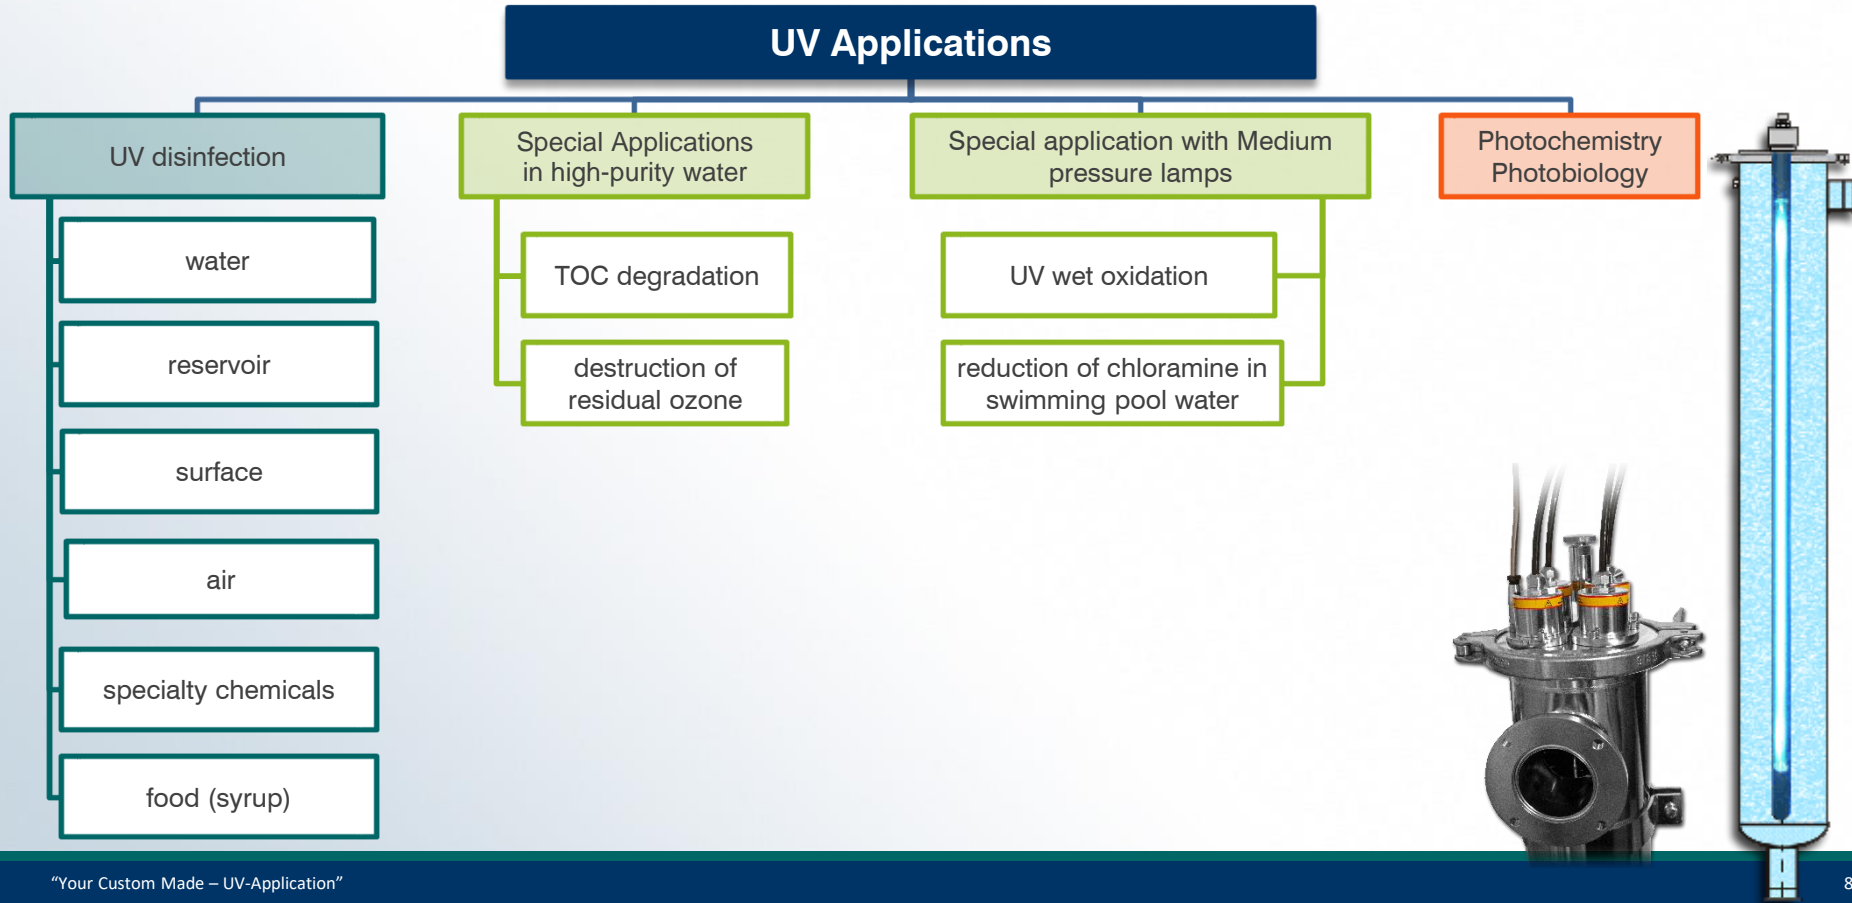 UV Applications
UV disinfection
water
reservoir
surface
air
specialty chemicals
food (syrup)
Special Applications
in high-purity water
TOC degradation
destruction of
residual ozone
Special application with Medium
pressure lamps
UV wet oxidation
reduction of chloramine in
swimming pool water
Photochemistry
Photobiology
“Your Custom Made – UV-Application”
8